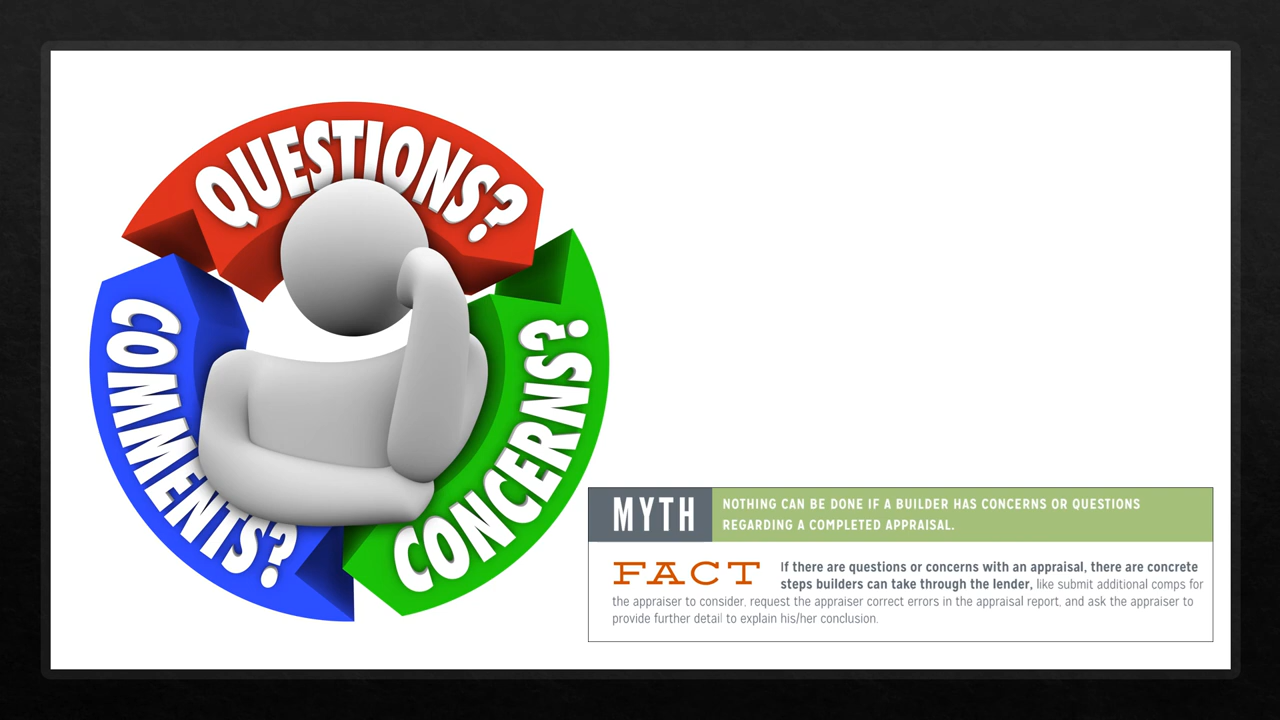 QUESTIONS?
COMMENTS?
CONCERNS?
MYTH
NOTHING CAN BE DONE IF A BUILDER HAS CONCERNS OR QUESTIONS
REGARDING A COMPLETED APPRAISAL.
FACT
If there are questions or concerns with an appraisal, there are concrete
steps builders can take through the lender, like submit additional comps for
the appraiser to consider, request the appraiser correct errors in the appraisal report, and ask the appraiser to
provide further detail to explain his/her conclusion.